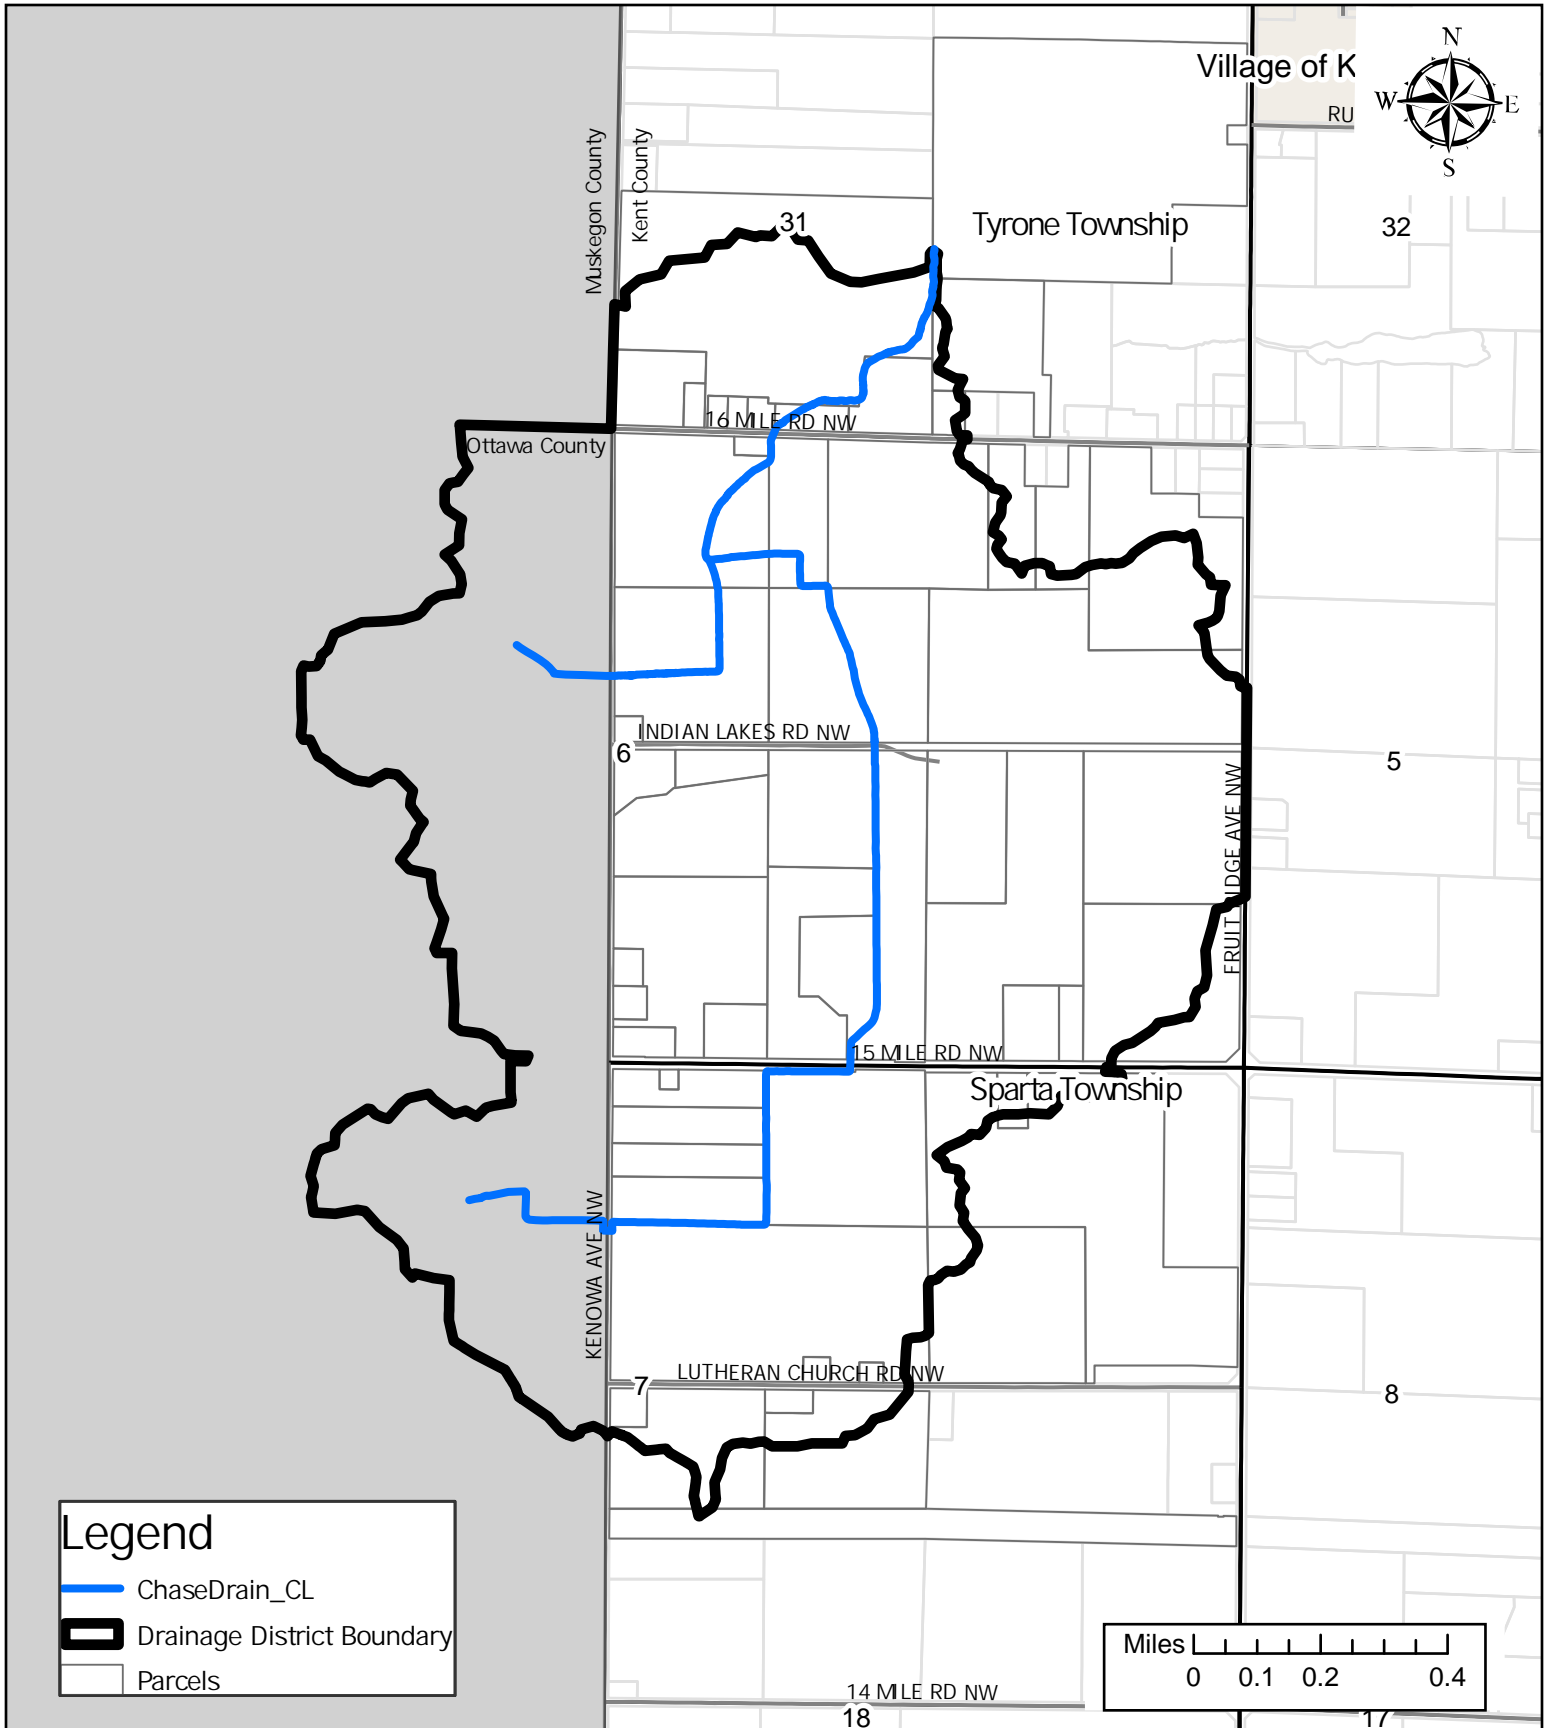 N
Village of K
W
E
RU
S
Muskegon County
Kent County
31
Tyrone Township
32
16 MILE RD NW
Ottawa County
INDIAN LAKES RD NW
6
5
FRUIT RIDGE AVE NW
15 MILE RD NW
Sparta Township
KENOWA AVE NW
LUTHERAN CHURCH RD NW
7
8
Legend
ChaseDrain_CL
Drainage District Boundary
Parcels
Miles
0 0.1 0.2 0.4
14 MILE RD NW
18
17